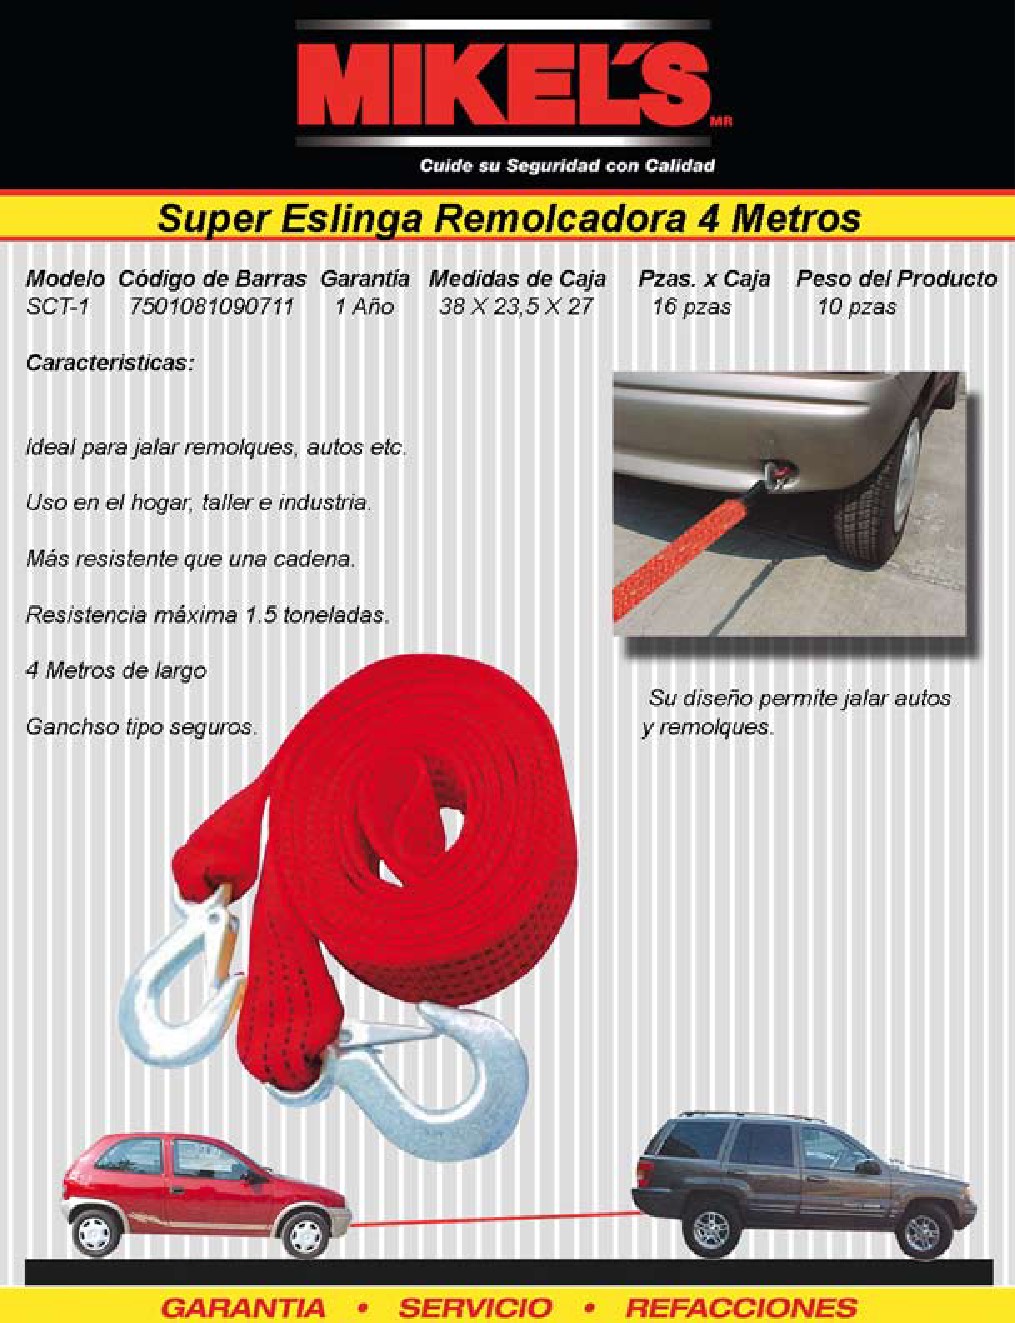 MIKEL'S
MR
Cuide su Seguridad con Calidad
Super Eslinga Remolcadora 4 Metros
Modelo Código de Barras Garantía Medidas de Caja Pzas. x Caja Peso del Producto
SCT-1 7501081090711 1 Año 38 X 23,5 X 27 16 pzas 10 pzas
Caracteristicas:
Ideal para jalar remolques, autos etc.
Uso en el hogar, taller e industria.
Más resistente que una cadena.
Resistencia máxima 1.5 toneladas.
4 Metros de largo
Ganchso tipo seguros.
Su diseño permite jalar autos
y remolques.
GARANTIA • SERVICIO • REFACCIONES